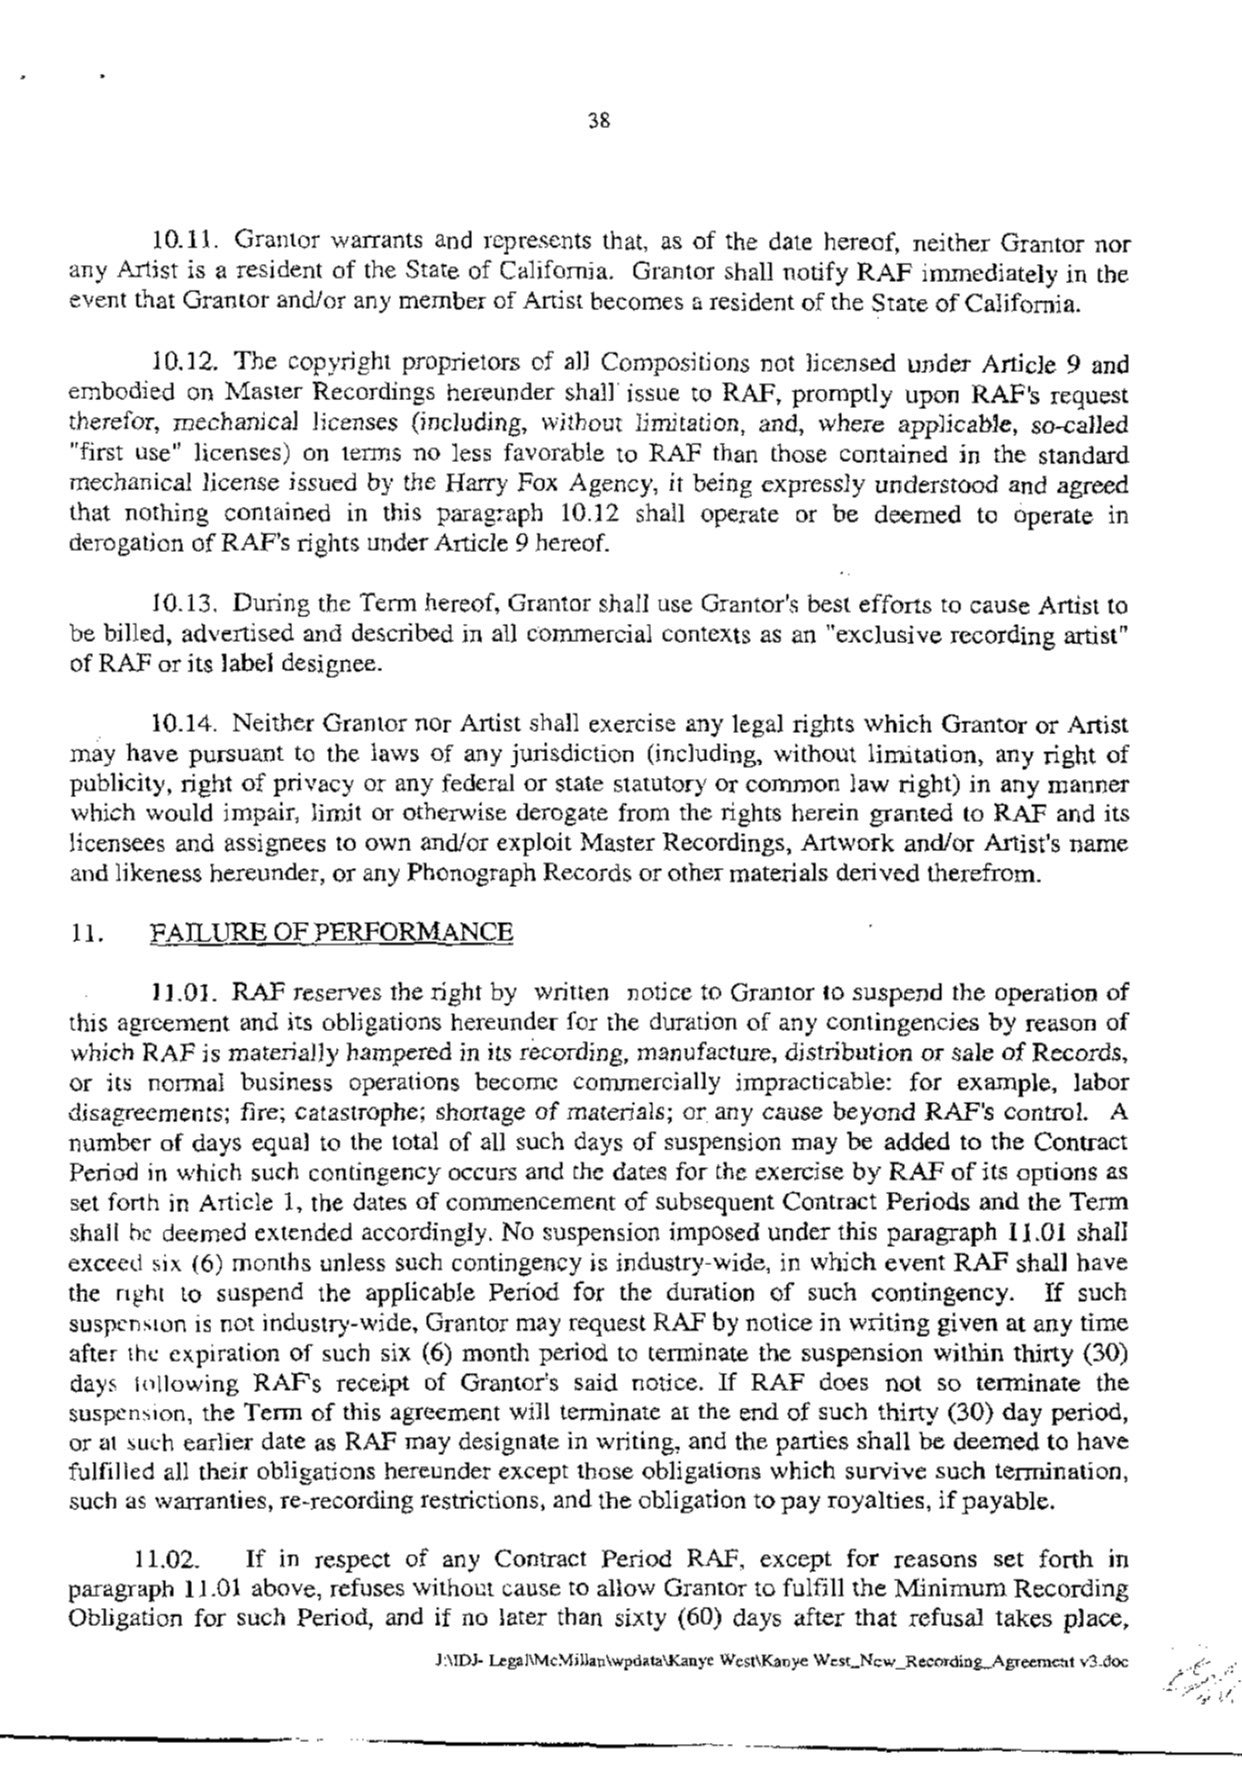 38
10.11. Grantor warrants and represents that, as of the date hereof, neither Grantor nor
any Artist is a resident of the State of California. Grantor shall notify RAF immediately in the
event that Grantor and/or any member of Artist becomes a resident of the State of California.
10.12. The copyright proprietors of all Compositions not licensed under Article 9 and
embodied on Master Recordings hereunder shall issue to RAF, promptly upon RAF's request
therefor, mechanical licenses (including, without limitation, and, where applicable, so-called
"first use" licenses) on terms no less favorable to RAF than those contained in the standard
mechanical license issued by the Harry Fox Agency, it being expressly understood and agreed
that nothing contained in this paragraph 10.12 shall operate or be deemed to operate in
derogation of RAF's rights under Article 9 hereof.
10.13. During the Term hereof, Grantor shall use Grantor's best efforts to cause Artist to
be billed, advertised and described in all commercial contexts as an "exclusive recording artist"
of RAF or its label designee.
10.14. Neither Grantor nor Artist shall exercise any legal rights which Grantor or Artist
may have pursuant to the laws of any jurisdiction (including, without limitation, any right of
publicity, right of privacy or any federal or state statutory or common law right) in any manner
which would impair, limit or otherwise derogate from the rights herein granted to RAF and its
licensees and assignees to own and/or exploit Master Recordings, Artwork and/or Artist's name
and likeness hereunder, or any Phonograph Records or other materials derived therefrom.
11. FAILURE OF PERFORMANCE
11.01. RAF reserves the right by written notice to Grantor to suspend the operation of
this agreement and its obligations hereunder for the duration of any contingencies by reason of
which RAF is materially hampered in its recording, manufacture, distribution or sale of Records,
or its normal business operations become commercially impracticable: for example, labor
disagreements; fire; catastrophe; shortage of materials; or any cause beyond RAF's control. A
number of days equal to the total of all such days of suspension may be added to the Contract
Period in which such contingency occurs and the dates for the exercise by RAF of its options as
set forth in Article 1, the dates of commencement of subsequent Contract Periods and the Term
shall be deemed extended accordingly. No suspension imposed under this paragraph 11.01 shall
exceed six (6) months unless such contingency is industry-wide, in which event RAF shall have
the right to suspend the applicable Period for the duration of such contingency. If such
suspension is not industry-wide, Grantor may request RAF by notice in writing given at any time
after the expiration of such six (6) month period to terminate the suspension within thirty (30)
days following RAF's receipt of Grantor's said notice. If RAF does not so terminate the
suspension, the Term of this agreement will terminate at the end of such thirty (30) day period,
or at such earlier date as RAF may designate in writing, and the parties shall be deemed to have
fulfilled all their obligations hereunder except those obligations which survive such termination,
such as warranties, re-recording restrictions, and the obligation to pay royalties, if payable.
11.02. If in respect of any Contract Period RAF, except for reasons set forth in
paragraph 11.01 above, refuses without cause to allow Grantor to fulfill the Minimum Recording
Obligation for such Period, and if no later than sixty (60) days after that refusal takes place,
J:\IDJ- Legal\McMillan\wpdata\Kanye West\Kanye West_New_Recording_Agreement v3.doc